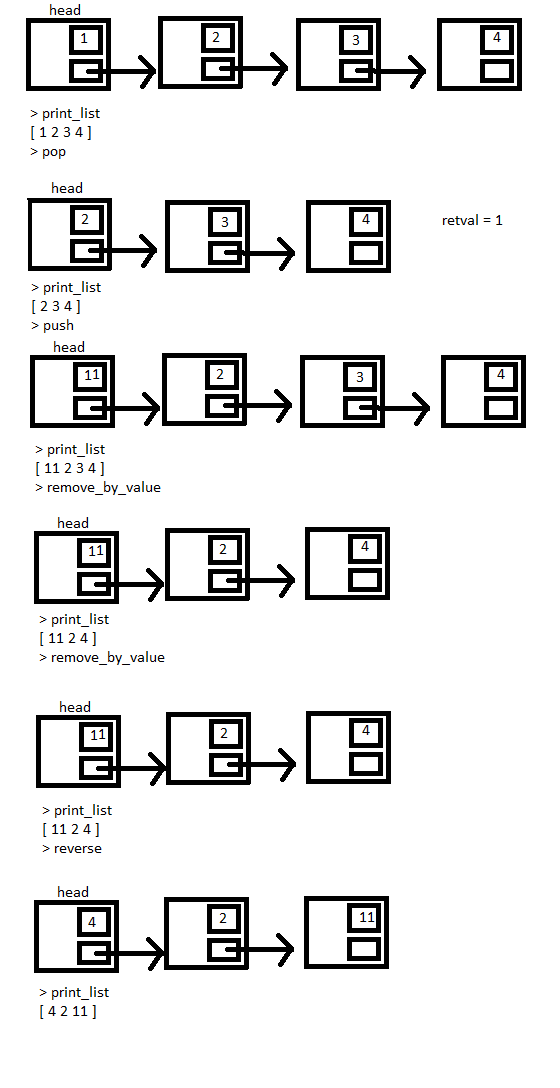 head
1 2 3 4
> print_list
[ 1 2 3 4 ]
> pop
head
2 3 4 retval = 1
> print_list
[ 2 3 4 ]
> push
head
11 2 3 4
> print_list
[ 11 2 3 4 ]
> remove_by_value
head
11 2 4
> print_list
[ 11 2 4 ]
> remove_by_value
head
11 2 4
> print_list
[ 11 2 4 ]
> reverse
head
4 2 11
> print_list
[ 4 2 11 ]